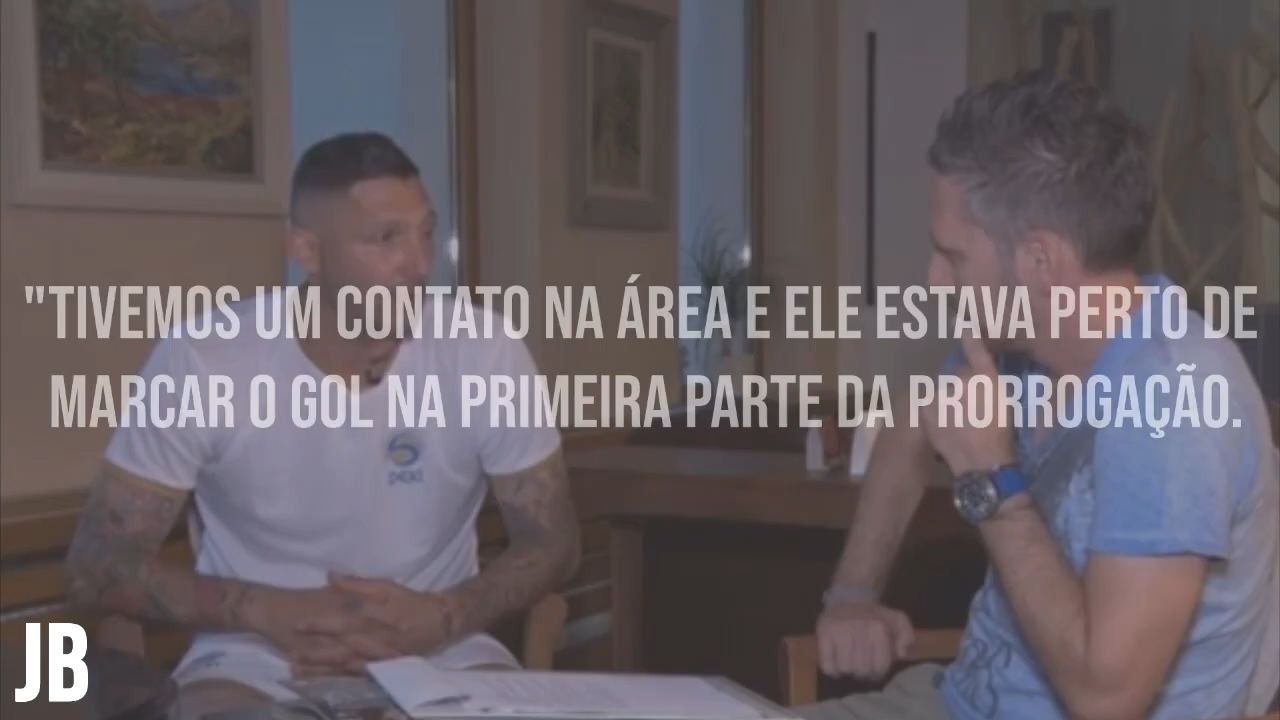 "TIVEMOS UM CONTATO NA ÁREA E ELE ESTAVA PERTO DE
MARCAR O GOL NA PRIMEIRA PARTE DA PRORROGAÇÃO.
JB